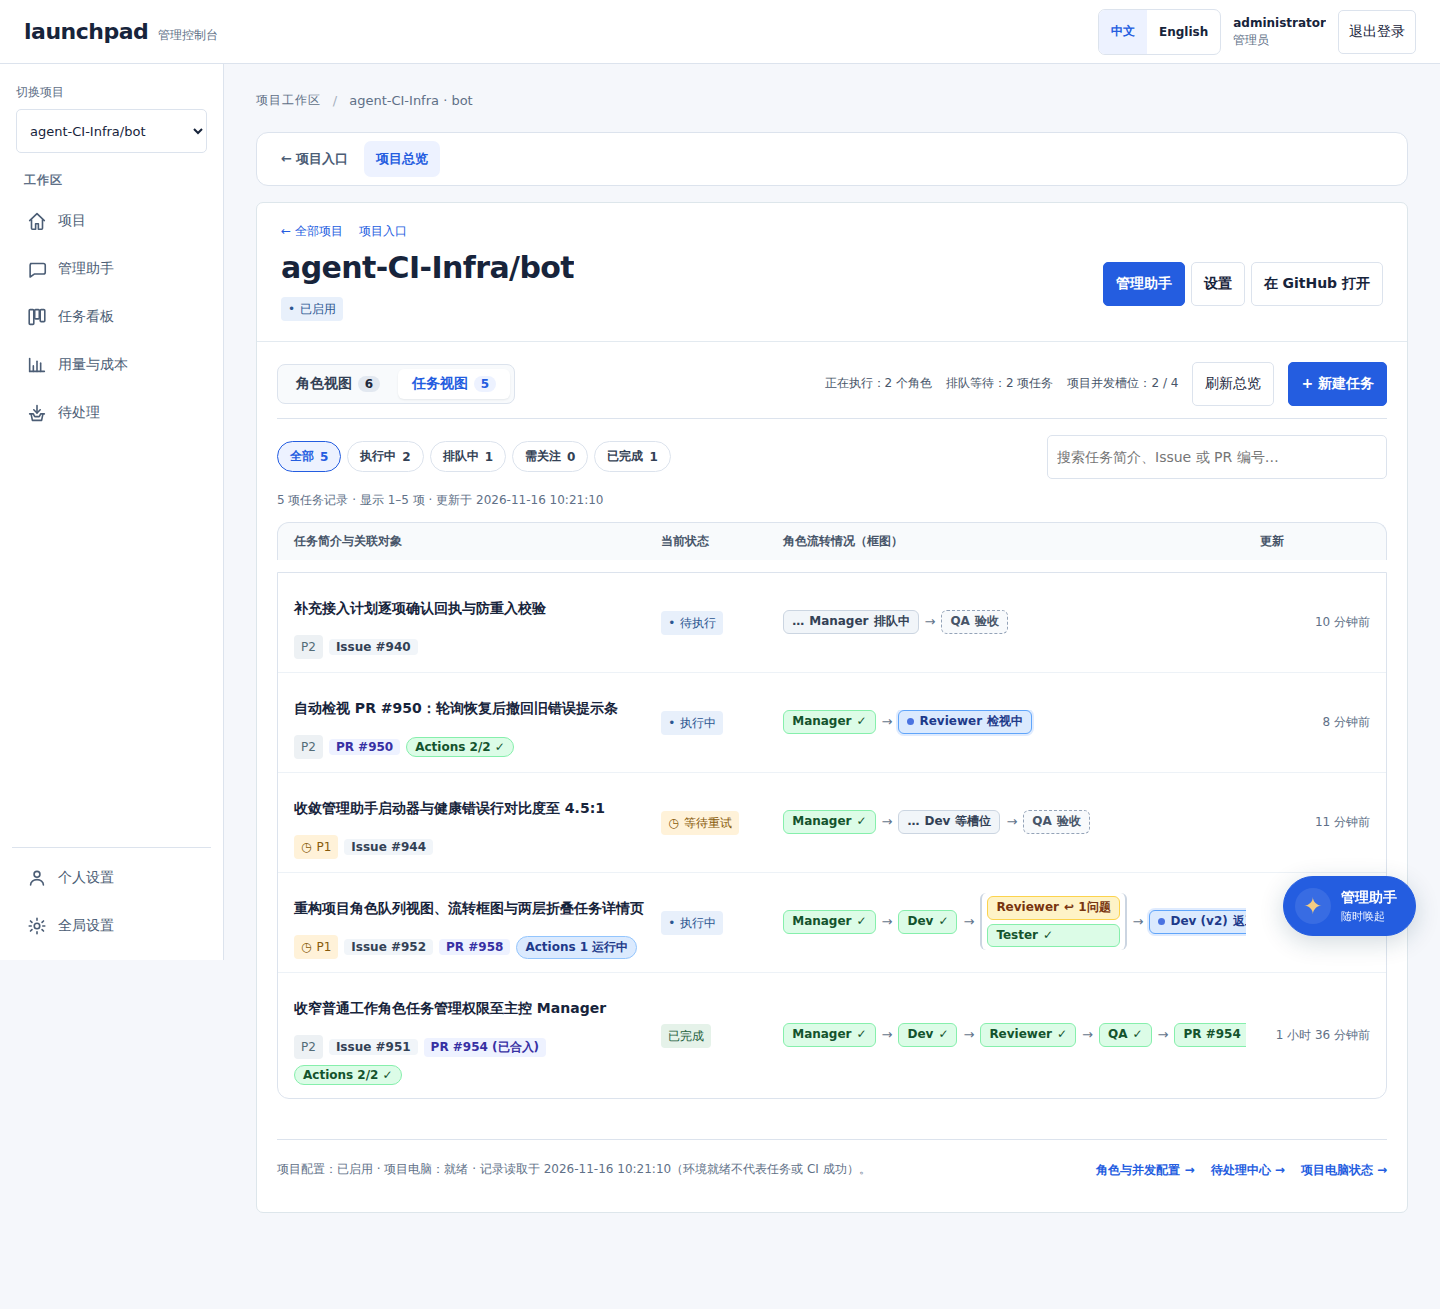 launchpad 管理控制台
中文 English administrator 管理员 退出登录
切换项目
agent-CI-Infra/bot
工作区
项目
管理助手
任务看板
用量与成本
待处理
个人设置
全局设置
项目工作区 / agent-CI-Infra · bot
← 项目入口 项目总览
← 全部项目 项目入口
agent-CI-Infra/bot
• 已启用
管理助手 设置 在 GitHub 打开
角色视图 6 任务视图 5
正在执行：2 个角色 排队等待：2 项任务 项目并发槽位：2 / 4 刷新总览 + 新建任务
全部 5 执行中 2 排队中 1 需关注 0 已完成 1
搜索任务简介、Issue 或 PR 编号...
5 项任务记录 · 显示 1–5 项 · 更新于 2026-11-16 10:21:10
任务简介与关联对象 当前状态 角色流转情况（框图） 更新
补充接入计划逐项确认回执与防重入校验
P2 Issue #940
• 待执行
... Manager 排队中 → QA 验收
10 分钟前
自动检视 PR #950：轮询恢复后撤回旧错误提示条
P2 PR #950 Actions 2/2 ✓
• 执行中
Manager ✓ → ● Reviewer 检视中
8 分钟前
收敛管理助手启动器与健康错误行对比度至 4.5:1
◷ P1 Issue #944
◷ 等待重试
Manager ✓ → ... Dev 等槽位 → QA 验收
11 分钟前
重构项目角色队列视图、流转框图与两层折叠任务详情页
◷ P1 Issue #952 PR #958 Actions 1 运行中
• 执行中
Manager ✓ → Dev ✓ → Reviewer ↩ 1问题 Tester ✓ → ● Dev (v2) 返
管理助手
随时唤起
收窄普通工作角色任务管理权限至主控 Manager
P2 Issue #951 PR #954 (已合入)
Actions 2/2 ✓
已完成
Manager ✓ → Dev ✓ → Reviewer ✓ → QA ✓ → PR #954
1 小时 36 分钟前
项目配置：已启用 · 项目电脑：就绪 · 记录读取于 2026-11-16 10:21:10（环境就绪不代表任务或 CI 成功）。
角色与并发配置 → 待处理中心 → 项目电脑状态 →